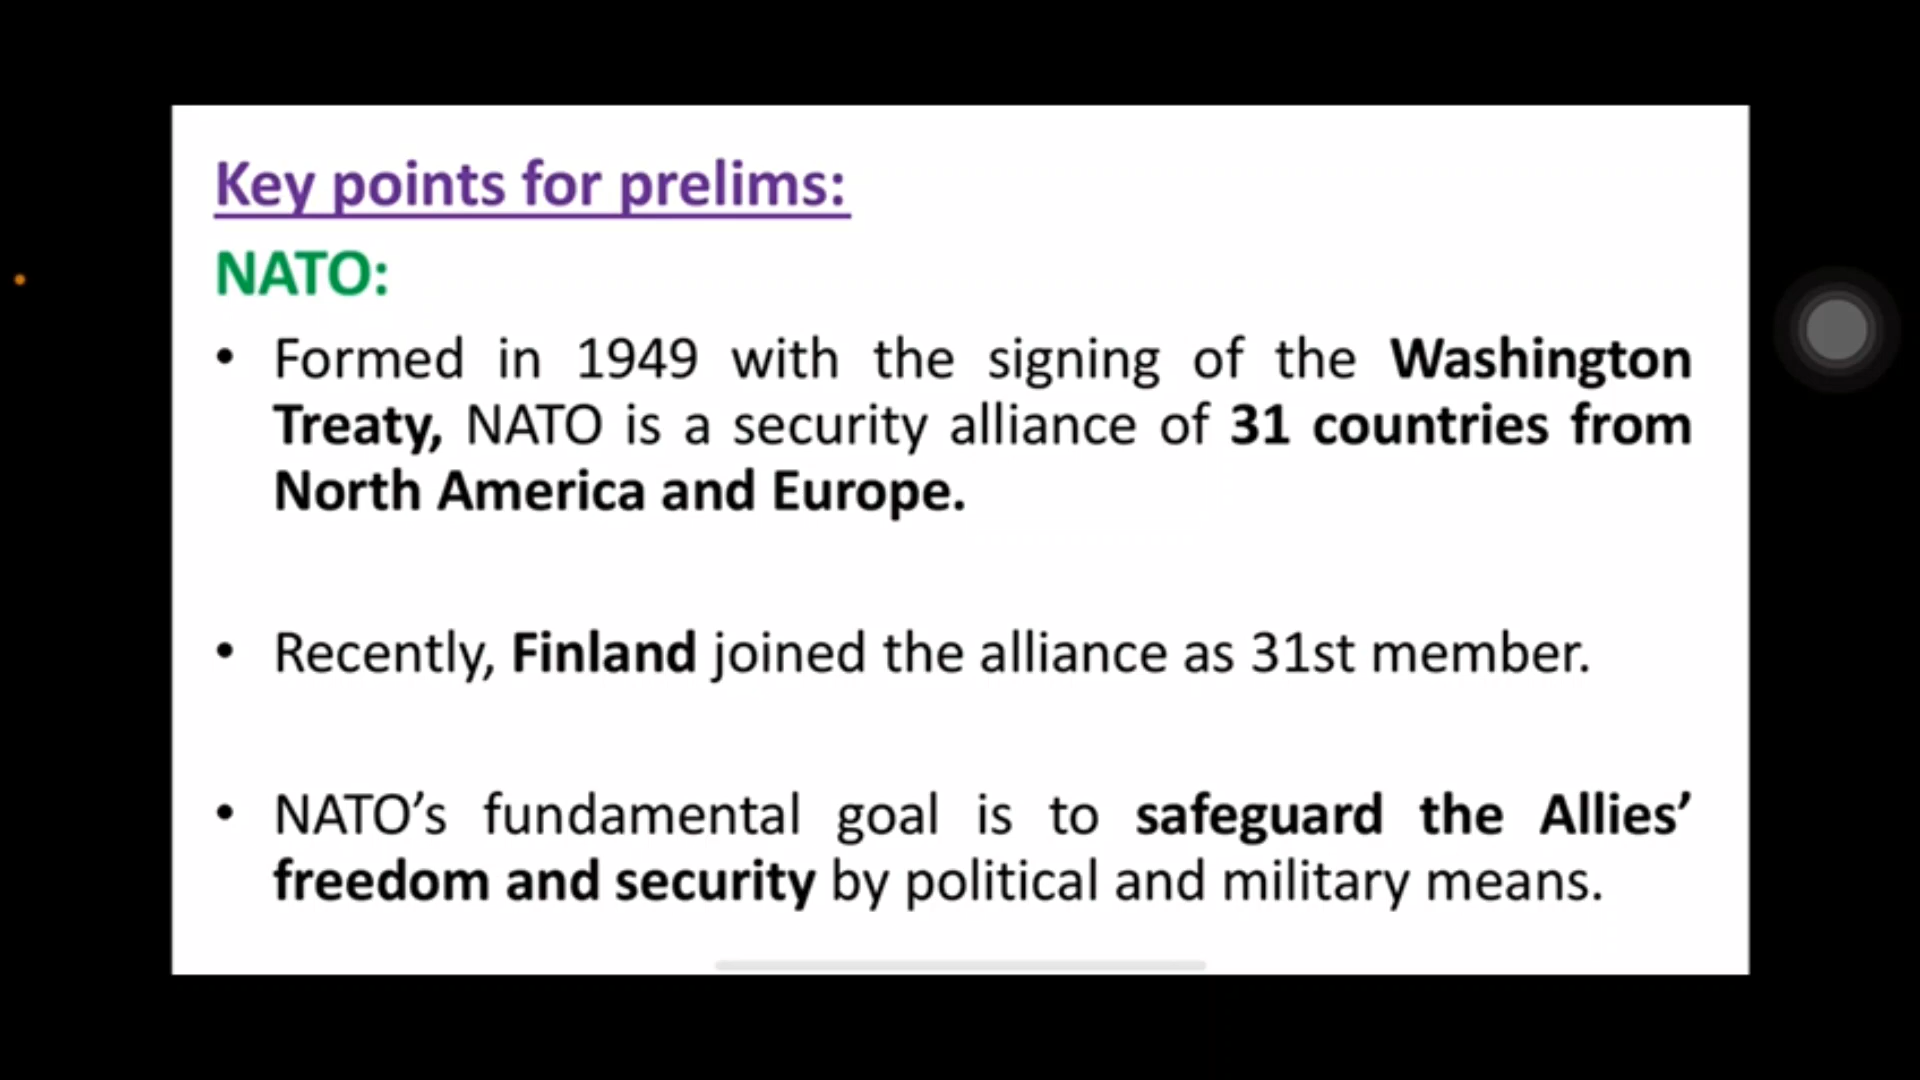 Key points for prelims:
NATO:
• Formed in 1949 with the signing of the Washington
Treaty, NATO is a security alliance of 31 countries from
North America and Europe.
• Recently, Finland joined the alliance as 31st member.
• NATO’s fundamental goal is to safeguard the Allies’
freedom and security by political and military means.